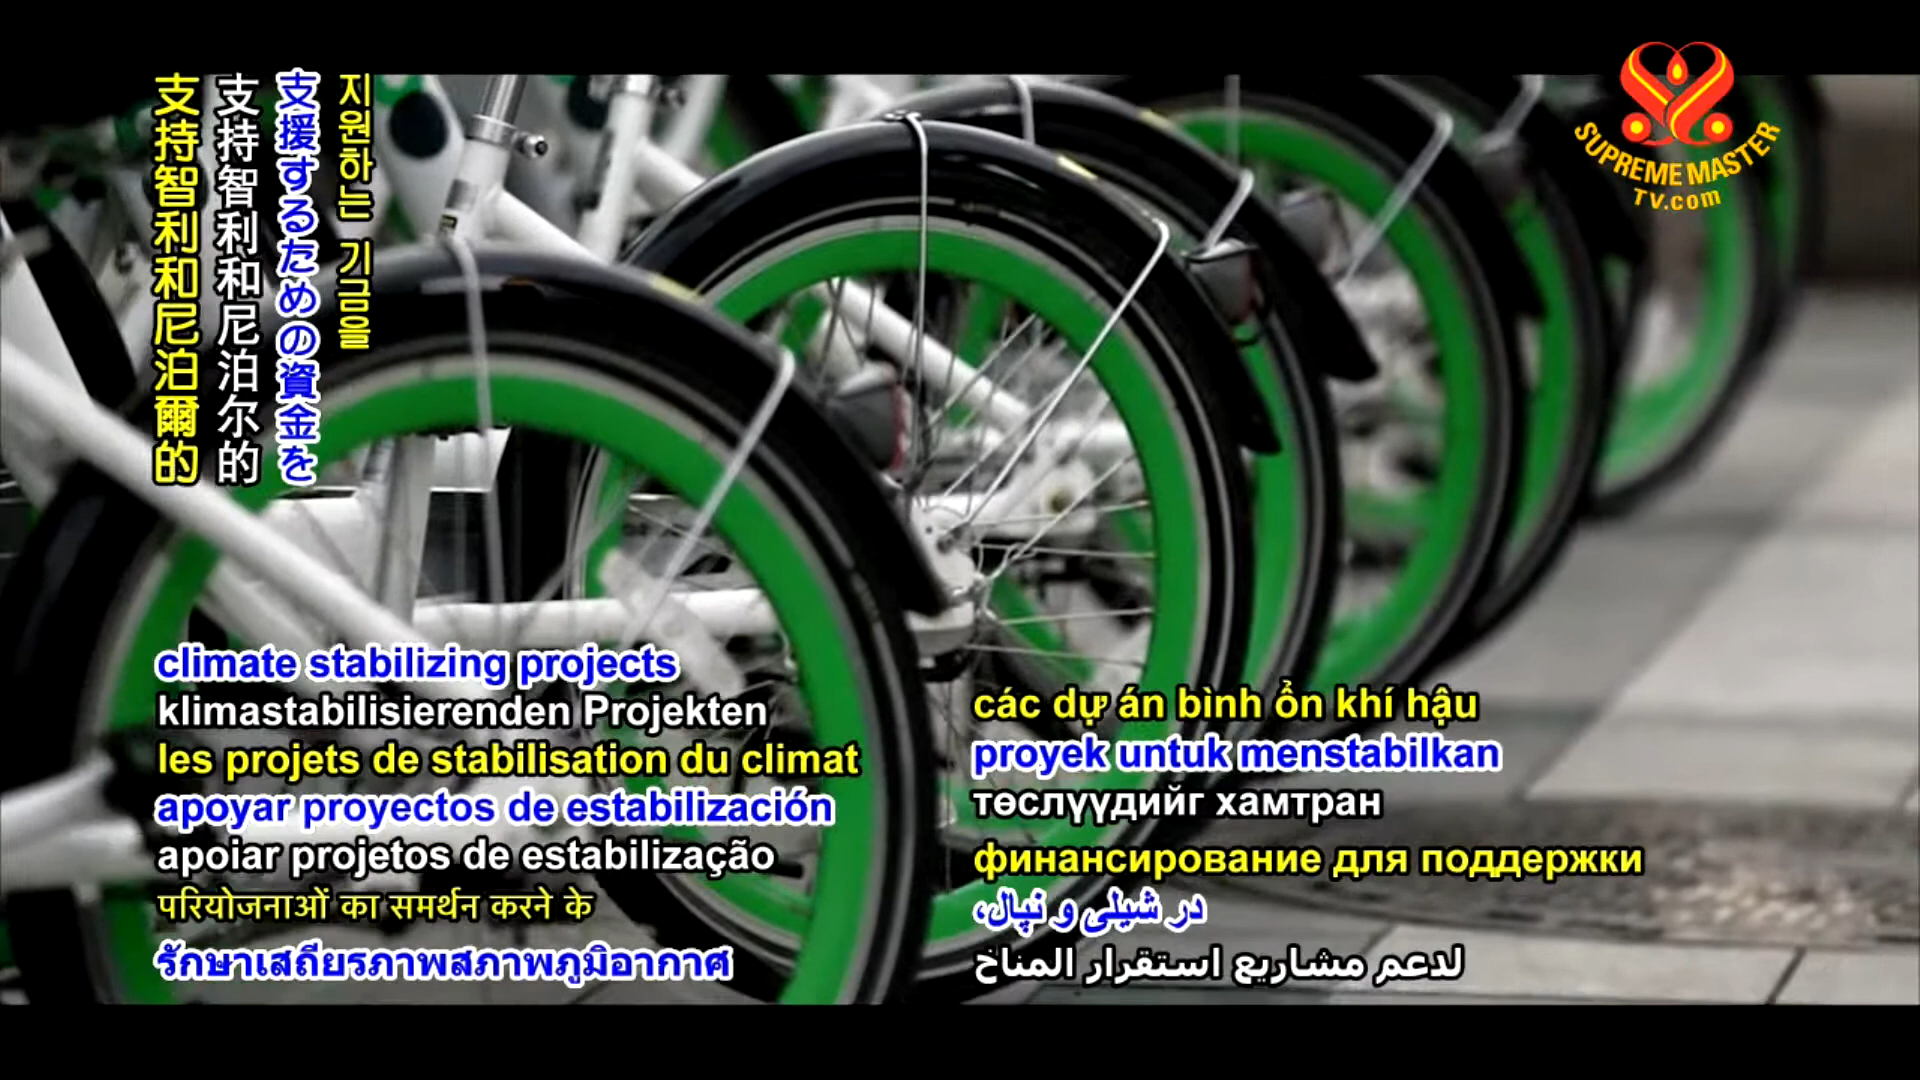 支持智利和尼泊爾的
支持智利和尼泊尔的
支援するための資金を
지원하는 기금을
SUPREME MASTER
TV.com
climate stabilizing projects
klimastabilisierenden Projekten
les projets de stabilisation du climat
apoyar proyectos de estabilización
apoiar projetos de estabilização
परियोजनाओं का समर्थन करने के
รักษาเสถียรภาพสภาพภูมิอากาศ
các dự án bình ổn khí hậu
proyek untuk menstabilkan
төслүүдийг хамтран
финансирование для поддержки
در شیلی و نپال،
لدعم مشاريع استقرار المناخ